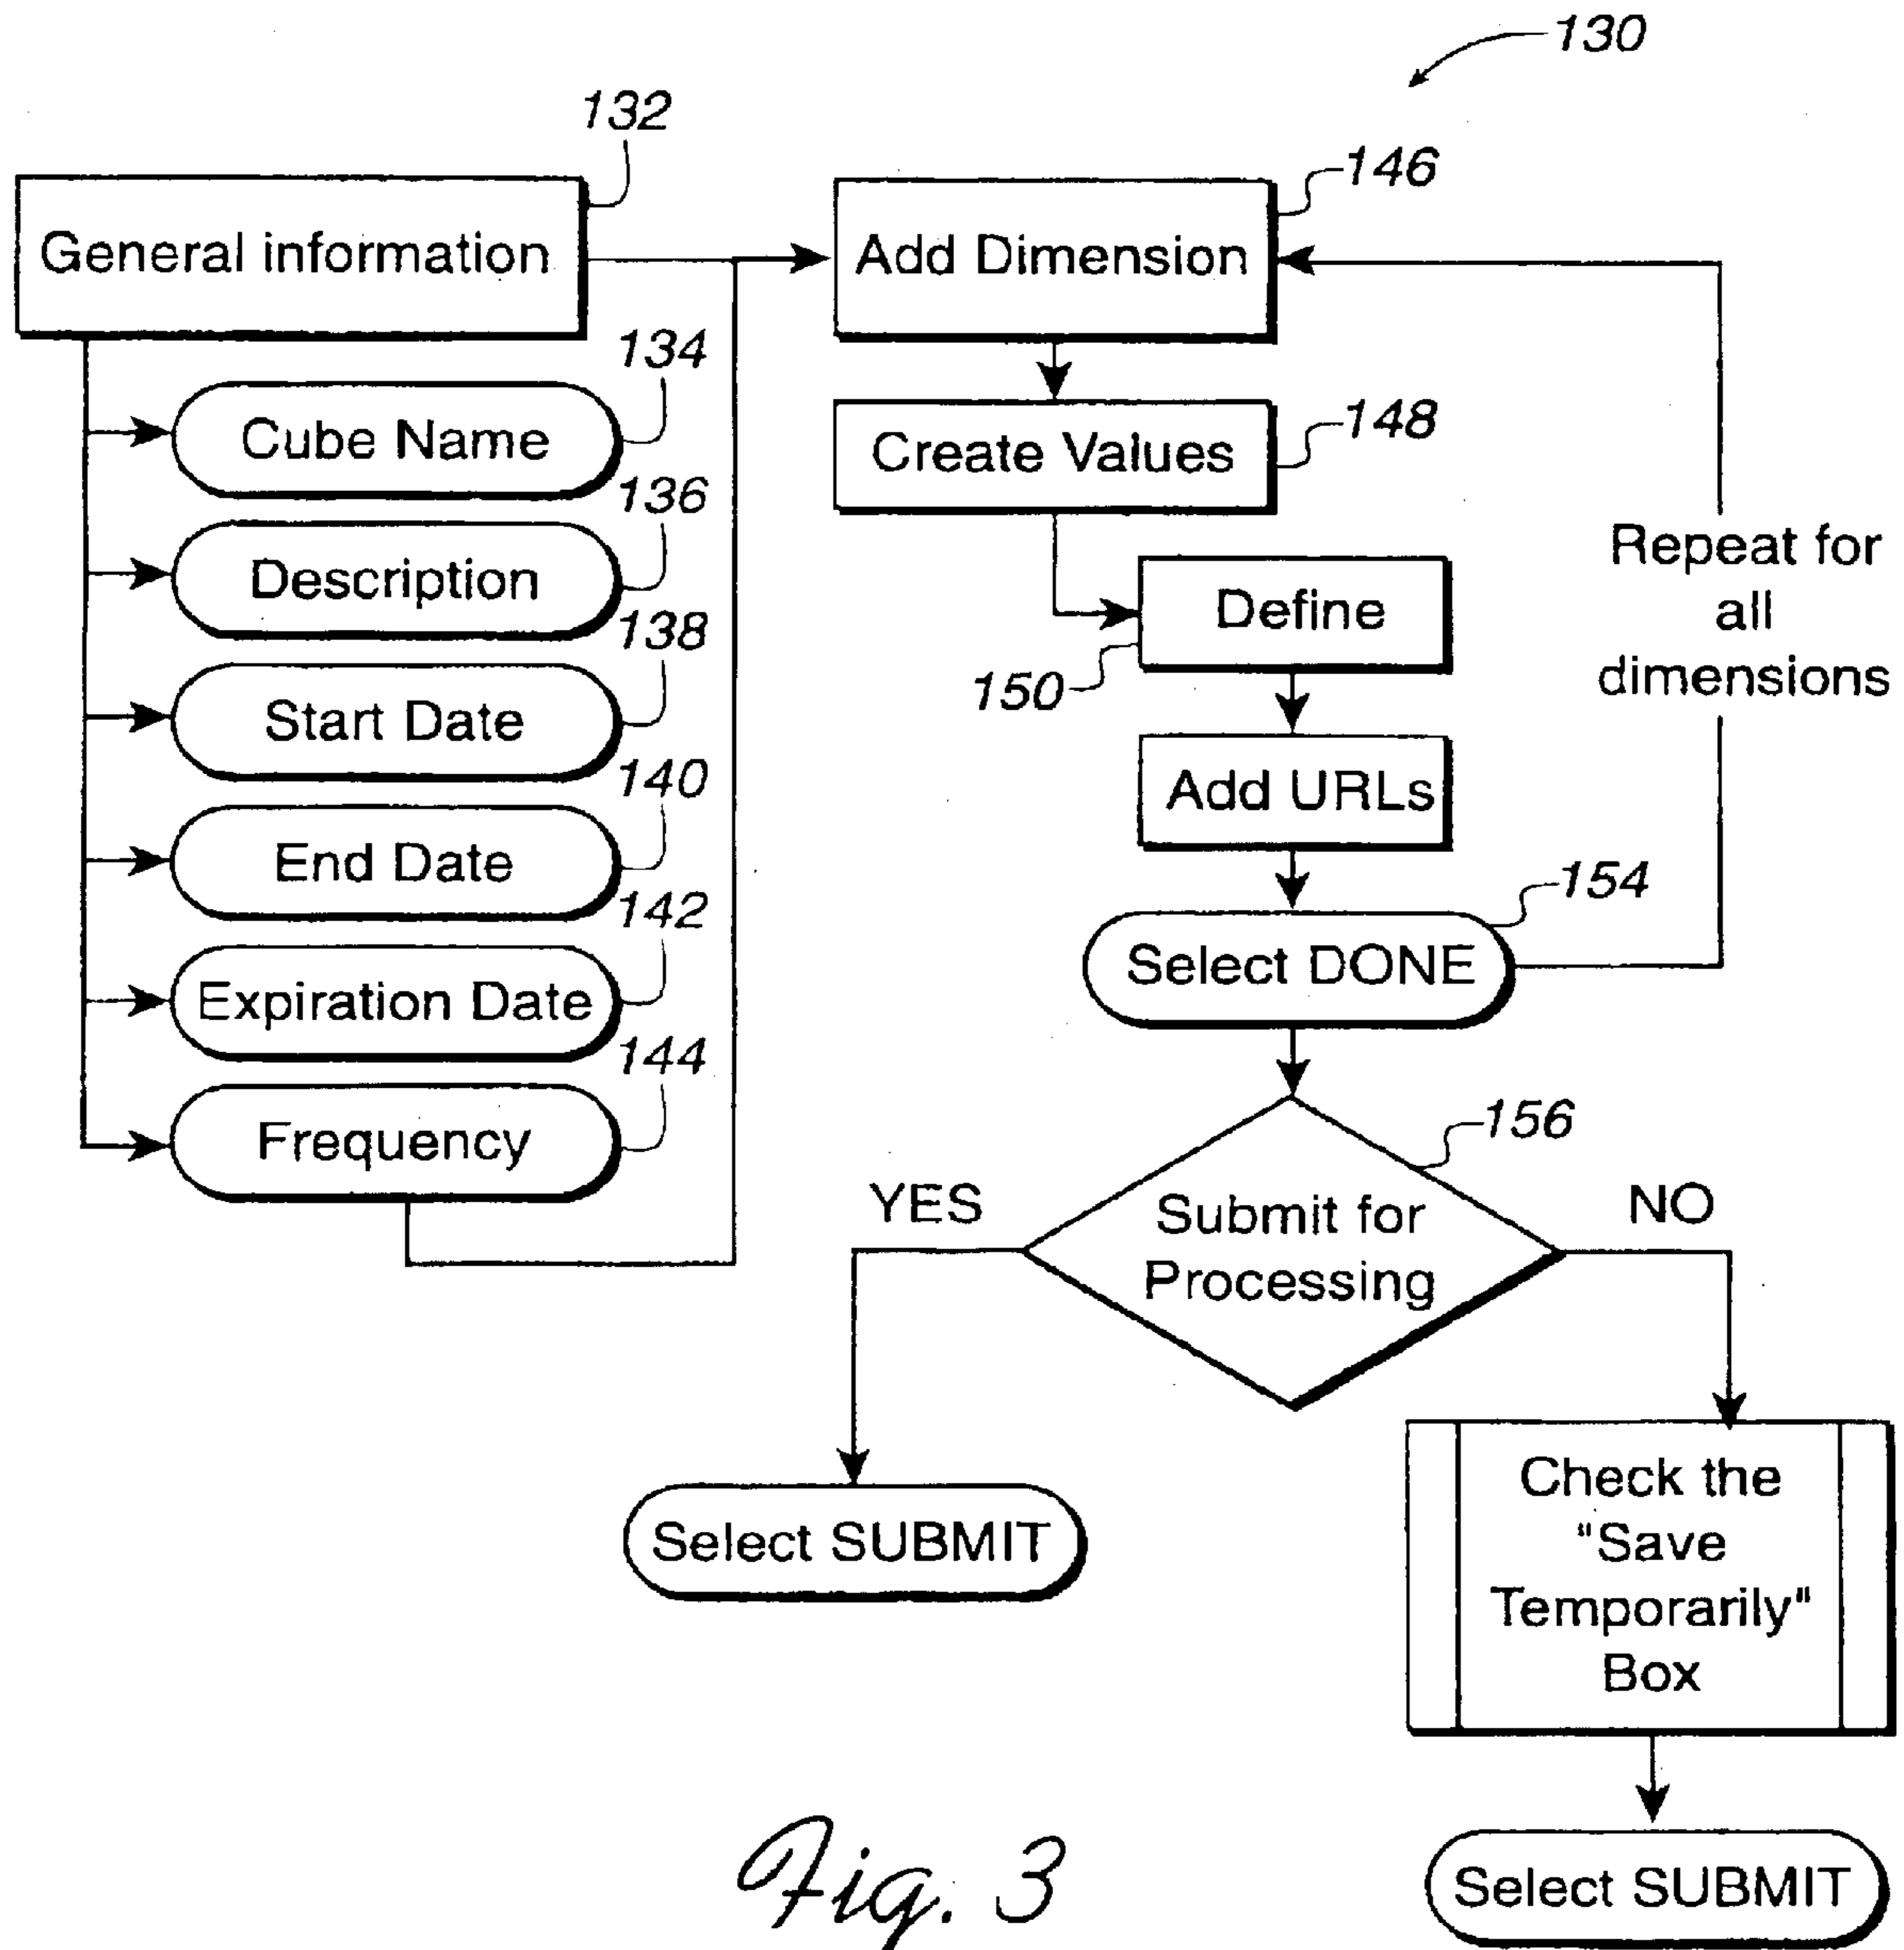 130
132
General information
134
Cube Name
136
Description
138
Start Date
140
End Date
142
Expiration Date
144
Frequency
146
Add Dimension
148
Create Values
150
Define
Add URLs
154
Select DONE
Repeat for
all
dimensions
156
Submit for
Processing
YES
NO
Select SUBMIT
Check the
"Save
Temporarily"
Box
Select SUBMIT
Fig. 3